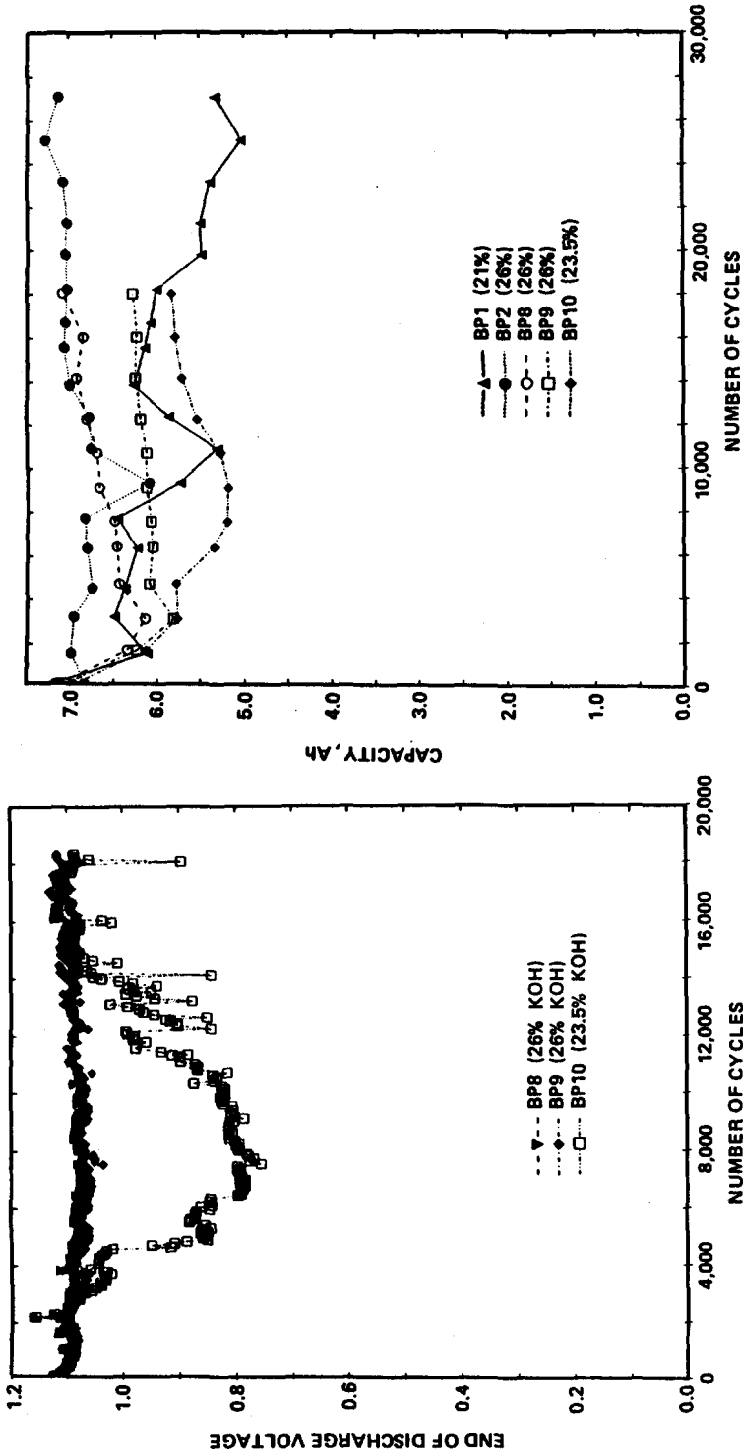 1.2
1.0
0.8
0.6
0.4
0.2
0.0
END OF DISCHARGE VOLTAGE
0
4,000
8,000
12,000
16,000
20,000
NUMBER OF CYCLES
BP8 (26% KOH)
BP9 (26% KOH)
BP10 (23.5% KOH)
7.0
6.0
5.0
4.0
3.0
2.0
1.0
0.0
CAPACITY, Ah
0
10,000
20,000
30,000
NUMBER OF CYCLES
BP1 (21%)
BP2 (26%)
BP8 (26%)
BP9 (26%)
BP10 (23.5%)